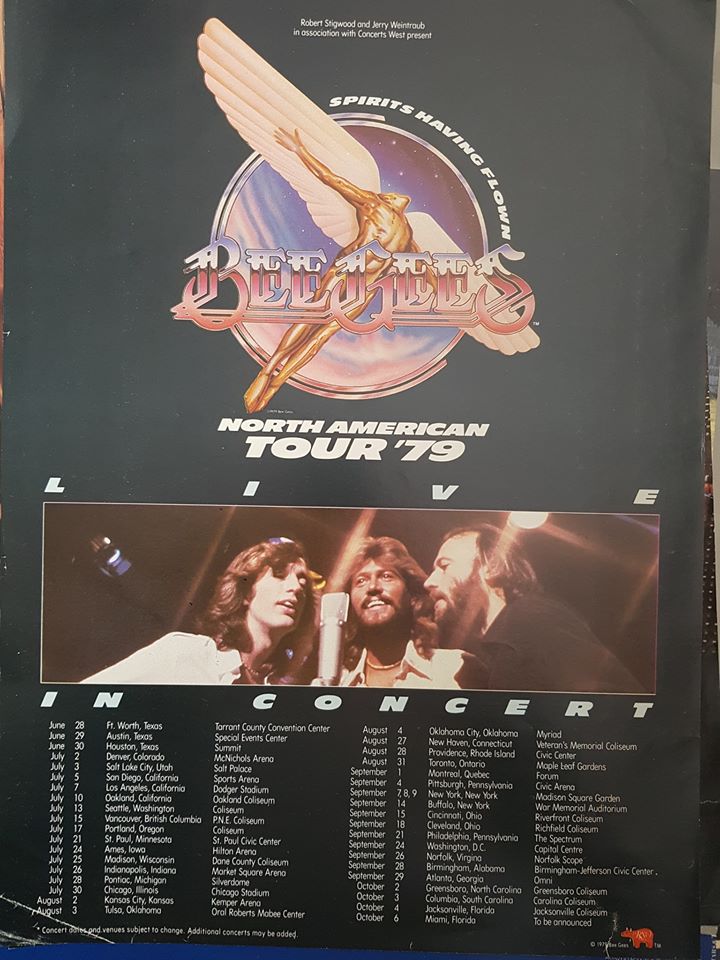 Robert Stigwood and Jerry Weintraub
in association with Concerts West present
SPIRITS HAVING FLOWN
BEE GEES
TM
©1979 Bee Gees
NORTH AMERICAN
TOUR '79
LIVE
IN CONCERT
June 28 Ft. Worth, Texas Tarrant County Convention Center
June 29 Austin, Texas Special Events Center
June 30 Houston, Texas Summit
July 2 Denver, Colorado McNichols Arena
July 3 Salt Lake City, Utah Salt Palace
July 5 San Diego, California Sports Arena
July 7 Los Angeles, California Dodger Stadium
July 10 Oakland, California Oakland Coliseum
July 13 Seattle, Washington Coliseum
July 15 Vancouver, British Columbia P.N.E. Coliseum
July 17 Portland, Oregon Coliseum
July 21 St. Paul, Minnesota St. Paul Civic Center
July 24 Ames, Iowa Hilton Arena
July 25 Madison, Wisconsin Dane County Coliseum
July 26 Indianapolis, Indiana Market Square Arena
July 28 Pontiac, Michigan Silverdome
July 30 Chicago, Illinois Chicago Stadium
August 2 Kansas City, Kansas Kemper Arena
August 3 Tulsa, Oklahoma Oral Roberts Mabee Center
August 4 Oklahoma City, Oklahoma Myriad
August 27 New Haven, Connecticut Veteran's Memorial Coliseum
August 28 Providence, Rhode Island Civic Center
August 31 Toronto, Ontario Maple Leaf Gardens
September 1 Montreal, Quebec Forum
September 4 Pittsburgh, Pennsylvania Civic Arena
September 7, 8, 9 New York, New York Madison Square Garden
September 14 Buffalo, New York War Memorial Auditorium
September 15 Cincinnati, Ohio Riverfront Coliseum
September 18 Cleveland, Ohio Richfield Coliseum
September 21 Philadelphia, Pennsylvania The Spectrum
September 24 Washington, D.C. Capital Centre
September 26 Norfolk, Virginia Norfolk Scope
September 28 Birmingham, Alabama Birmingham-Jefferson Civic Center
September 29 Atlanta, Georgia Omni
October 2 Greensboro, North Carolina Greensboro Coliseum
October 3 Columbia, South Carolina Carolina Coliseum
October 4 Jacksonville, Florida Jacksonville Coliseum
October 6 Miami, Florida To be announced
* Concert dates and venues subject to change. Additional concerts may be added.
© 1979 Bee Gees
RSO
TM